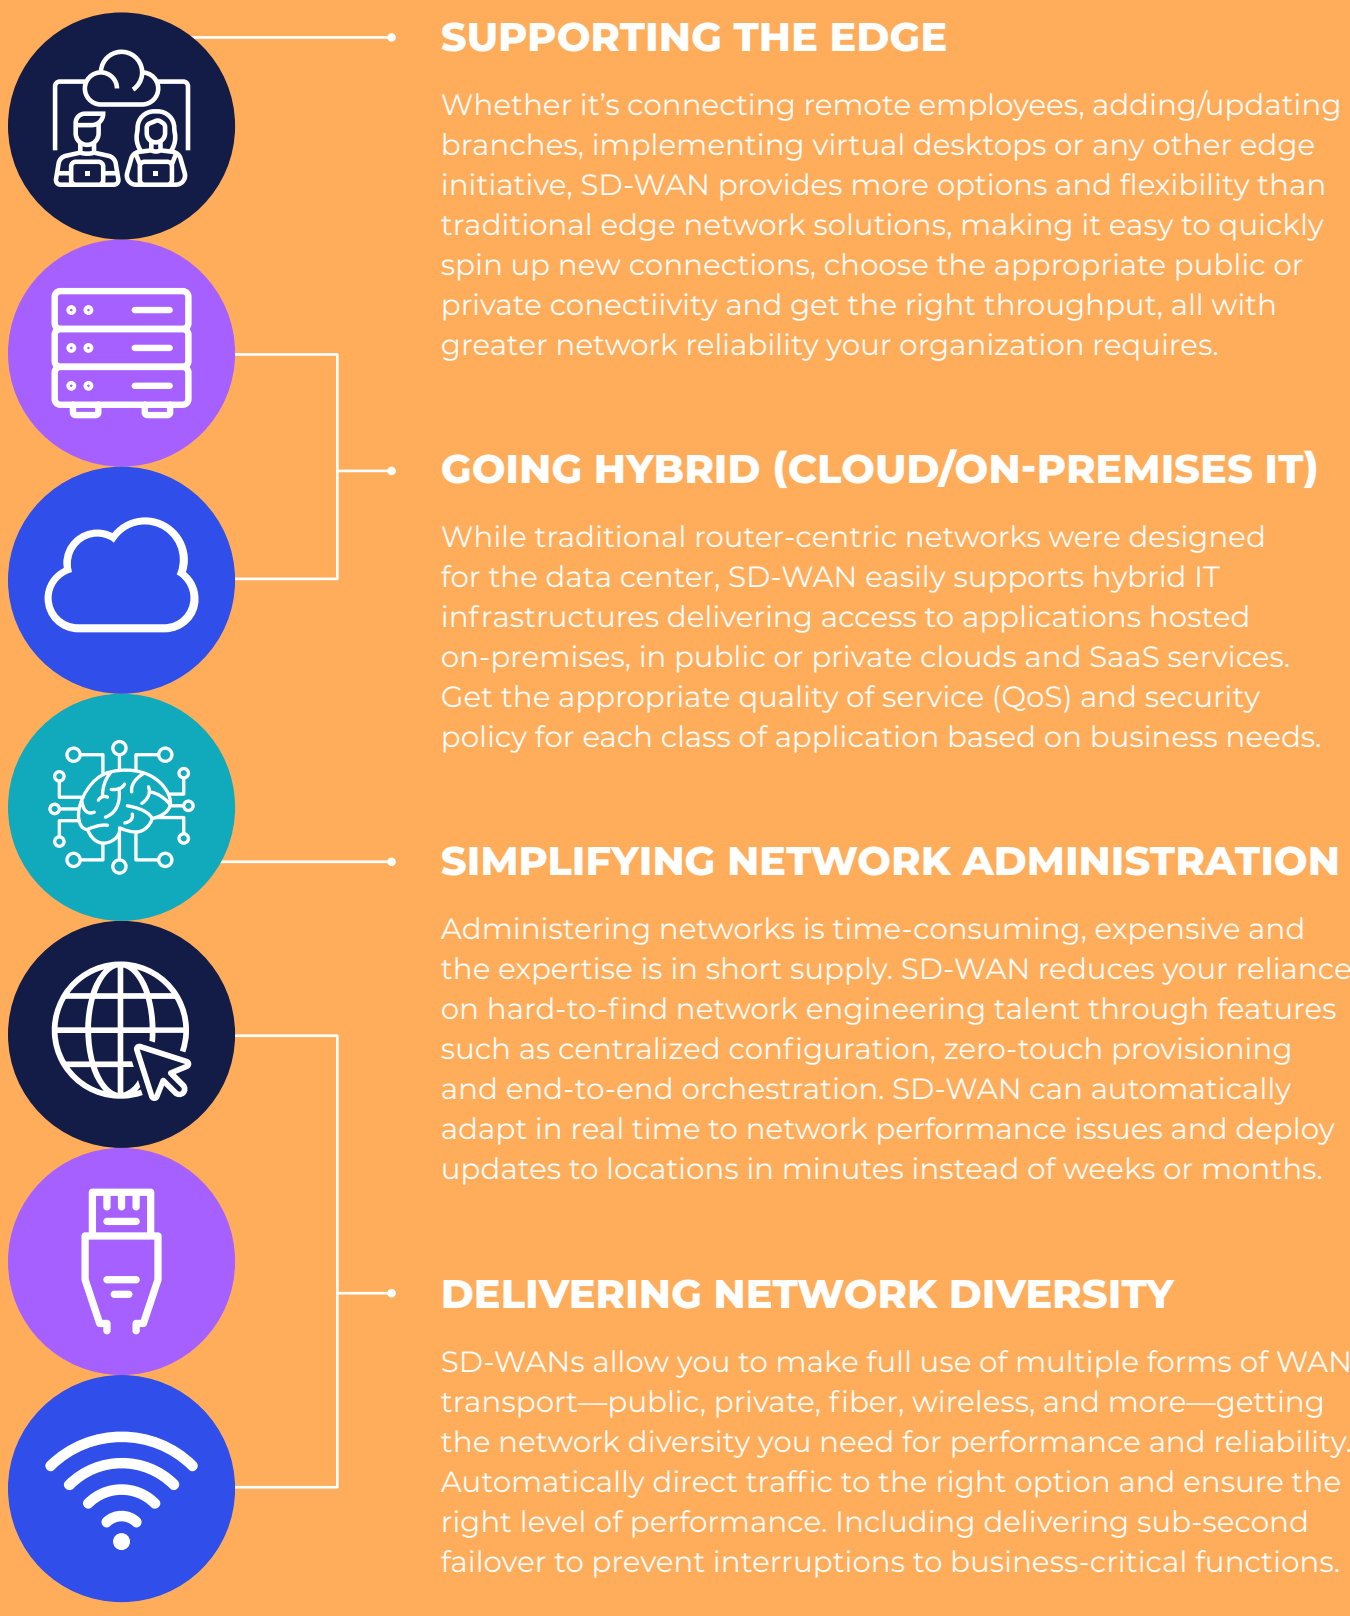 SUPPORTING THE EDGE
Whether it’s connecting remote employees, adding/updating
branches, implementing virtual desktops or any other edge
initiative, SD-WAN provides more options and flexibility than
traditional edge network solutions, making it easy to quickly
spin up new connections, choose the appropriate public or
private conectiivity and get the right throughput, all with
greater network reliability your organization requires.
GOING HYBRID (CLOUD/ON-PREMISES IT)
While traditional router-centric networks were designed
for the data center, SD-WAN easily supports hybrid IT
infrastructures delivering access to applications hosted
on-premises, in public or private clouds and SaaS services.
Get the appropriate quality of service (QoS) and security
policy for each class of application based on business needs.
SIMPLIFYING NETWORK ADMINISTRATION
Administering networks is time-consuming, expensive and
the expertise is in short supply. SD-WAN reduces your reliance
on hard-to-find network engineering talent through features
such as centralized configuration, zero-touch provisioning
and end-to-end orchestration. SD-WAN can automatically
adapt in real time to network performance issues and deploy
updates to locations in minutes instead of weeks or months.
DELIVERING NETWORK DIVERSITY
SD-WANs allow you to make full use of multiple forms of WAN
transport—public, private, fiber, wireless, and more—getting
the network diversity you need for performance and reliability.
Automatically direct traffic to the right option and ensure the
right level of performance. Including delivering sub-second
failover to prevent interruptions to business-critical functions.